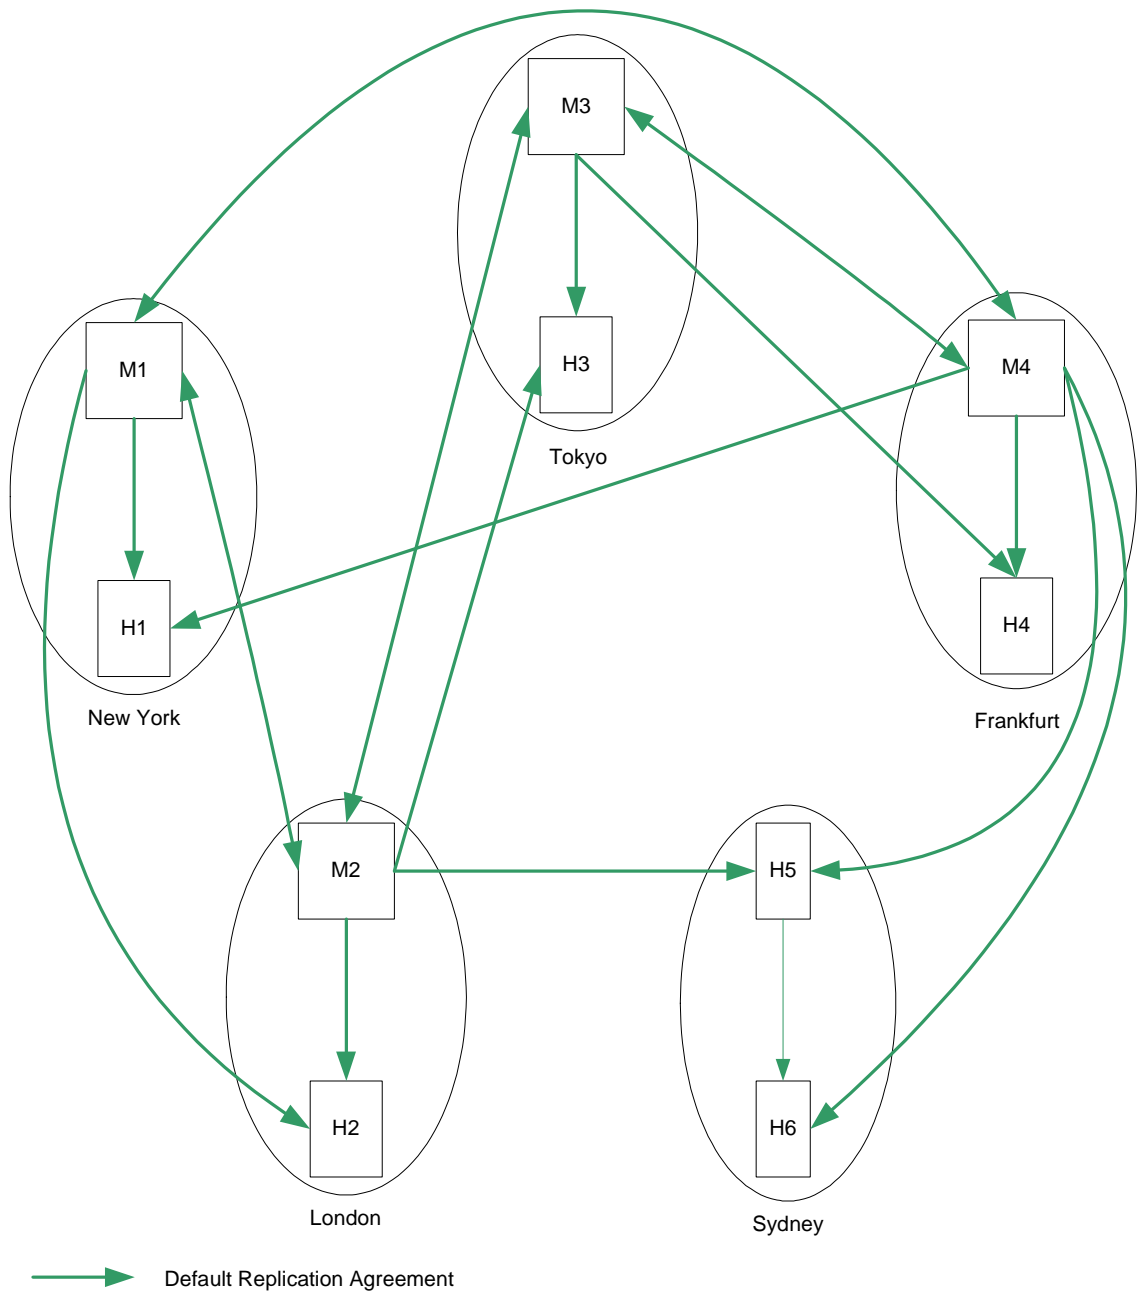 M3
H3
Tokyo
M1
H1
New York
M4
H4
Frankfurt
M2
H2
London
H5
H6
Sydney
Default Replication Agreement